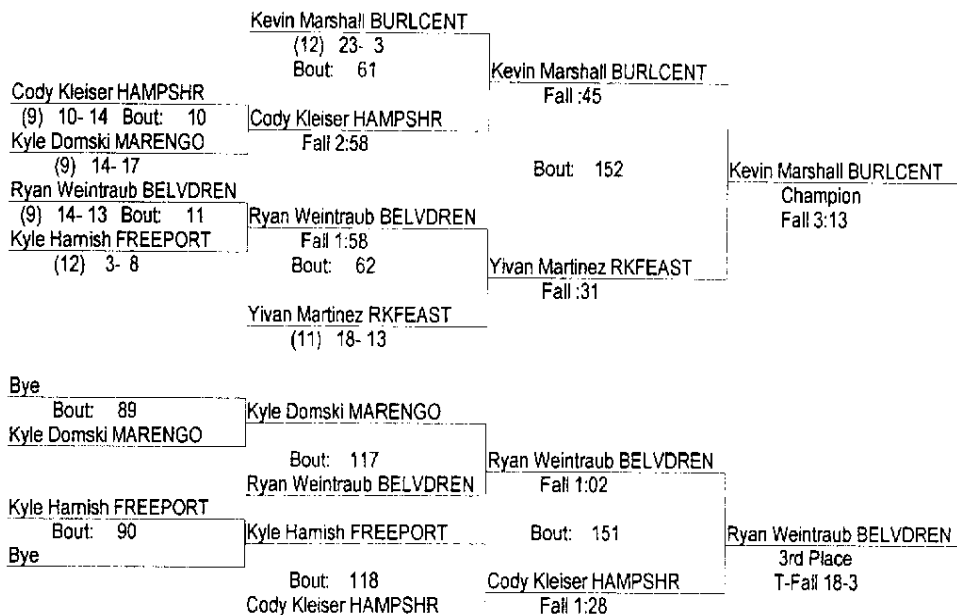 Kevin Marshall BURLCENT
(12) 23- 3
Bout: 61
Kevin Marshall BURLCENT
Fall :45
Cody Kleiser HAMPSHR
(9) 10- 14 Bout: 10
Cody Kleiser HAMPSHR
Fall 2:58
Kyle Domski MARENGO
(9) 14- 17
Bout: 152
Kevin Marshall BURLCENT
Champion
Fall 3:13
Ryan Weintraub BELVDREN
(9) 14- 13 Bout: 11
Ryan Weintraub BELVDREN
Fall 1:58
Bout: 62
Kyle Harnish FREEPORT
(12) 3- 8
Yivan Martinez RKFEAST
Fall :31
Yivan Martinez RKFEAST
(11) 18- 13
Bye
Bout: 89
Kyle Domski MARENGO
Kyle Domski MARENGO
Bout: 117
Ryan Weintraub BELVDREN
Ryan Weintraub BELVDREN
Fall 1:02
Kyle Harnish FREEPORT
Bout: 90
Kyle Harnish FREEPORT
Bye
Bout: 151
Ryan Weintraub BELVDREN
3rd Place
T-Fall 18-3
Bout: 118
Cody Kleiser HAMPSHR
Cody Kleiser HAMPSHR
Fall 1:28